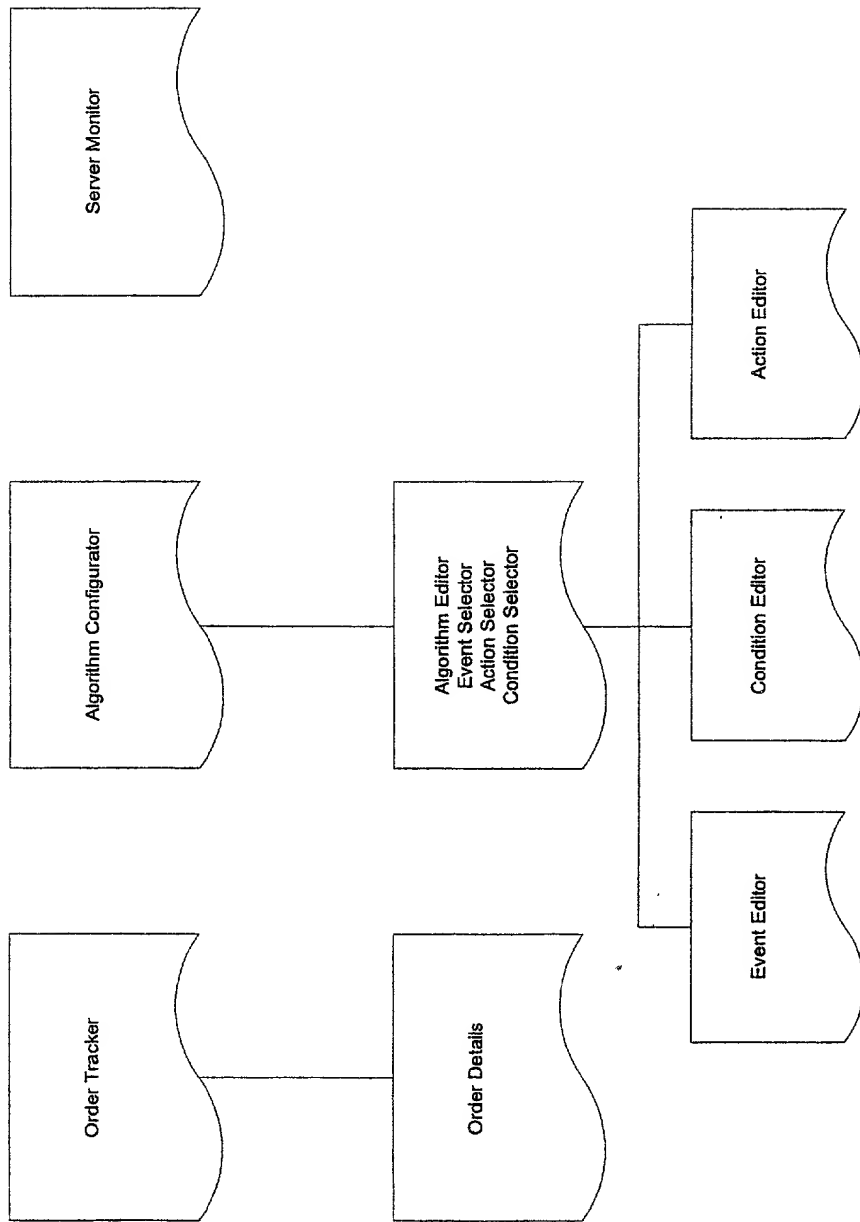 Order Tracker
Algorithm Configurator
Server Monitor
Order Details
Algorithm Editor
Event Selector
Action Selector
Condition Selector
Event Editor
Condition Editor
Action Editor